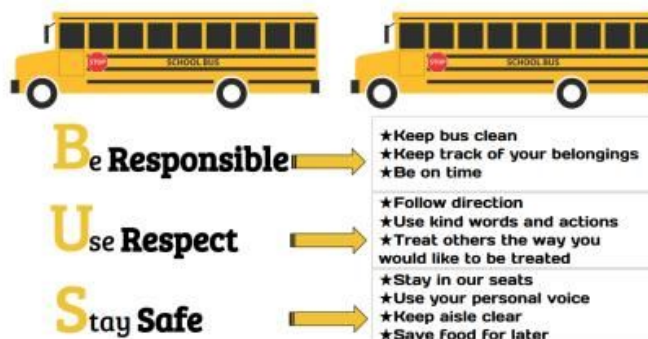 STOP SCHOOL BUS
STOP SCHOOL BUS
Be Responsible
★Keep bus clean
★Keep track of your belongings
★Be on time
Use Respect
★Follow direction
★Use kind words and actions
★Treat others the way you
would like to be treated
Stay Safe
★Stay in our seats
★Use your personal voice
★Keep aisle clear
★Save food for later